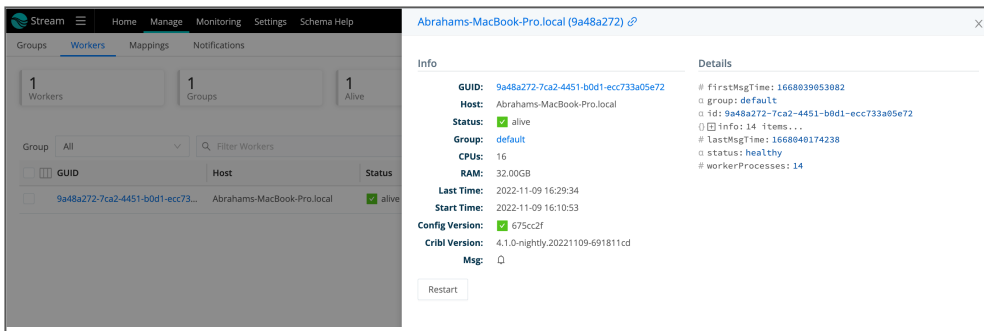 Stream Home Manage Monitoring Settings Schema Help
Groups Workers Mappings Notifications
1
Workers
1
Groups
1
Alive
Group All Filter Workers
GUID Host Status
9a48a272-7ca2-4451-b0d1-ecc73... Abrahams-MacBook-Pro.local alive
Abrahams-MacBook-Pro.local (9a48a272)
Info
GUID: 9a48a272-7ca2-4451-b0d1-ecc733a05e72
Host: Abrahams-MacBook-Pro.local
Status: alive
Group: default
CPUs: 16
RAM: 32.00GB
Last Time: 2022-11-09 16:29:34
Start Time: 2022-11-09 16:10:53
Config Version: 675cc2f
Cribl Version: 4.1.0-nightly.20221109-691811cd
Msg:
Restart
Details
# firstMsgTime: 1668039053082
α group: default
α id: 9a48a272-7ca2-4451-b0d1-ecc733a05e72
{} info: 14 items...
# lastMsgTime: 1668040174238
α status: healthy
# workerProcesses: 14